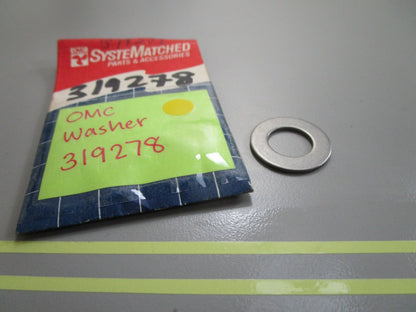 SYSTEMATCHED
PARTS & ACCESSORIES
319278
OMC
Washer
319278